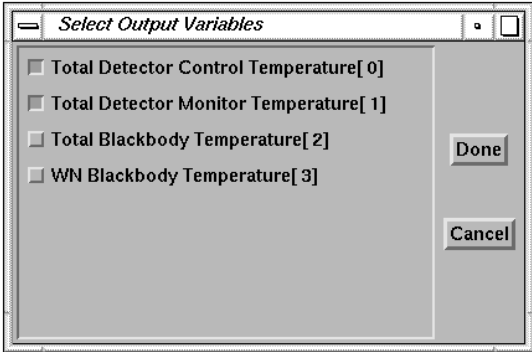 Select Output Variables
Total Detector Control Temperature[ 0]
Total Detector Monitor Temperature[ 1]
Total Blackbody Temperature[ 2]
WN Blackbody Temperature[ 3]
Done
Cancel